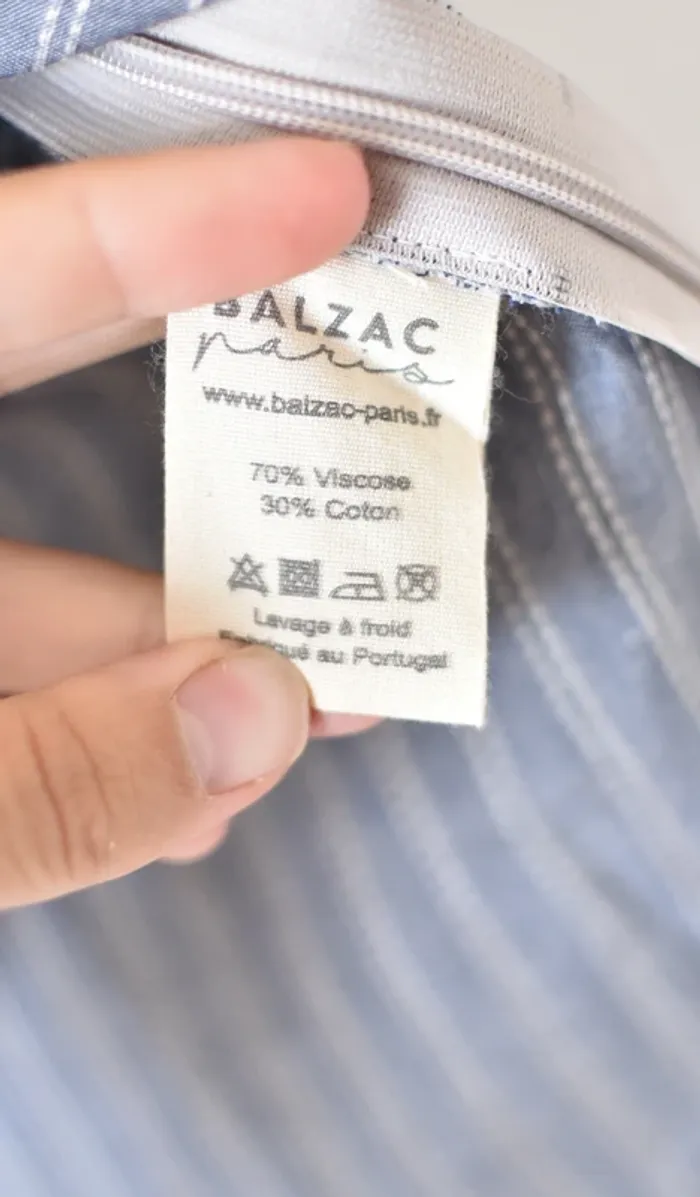 BALZAC
paris
www.balzac-paris.fr
70% Viscose
30% Coton
Lavage à froid
Fabriqué au Portugal